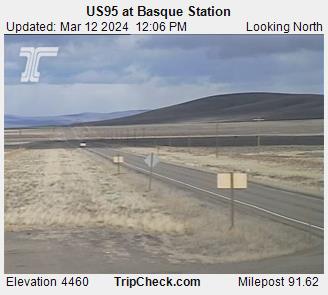 US95 at Basque Station
Updated: Mar 12 2024 12:06 PM Looking North
Elevation 4460 TripCheck.com Milepost 91.62